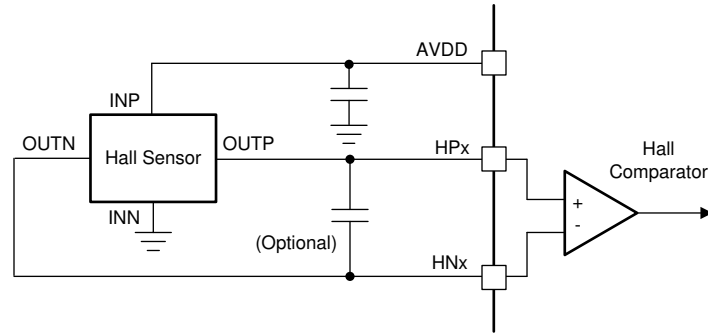 AVDD
INP
OUTN
Hall Sensor
OUTP
HPx
Hall
Comparator
+
-
INN
(Optional)
HNx